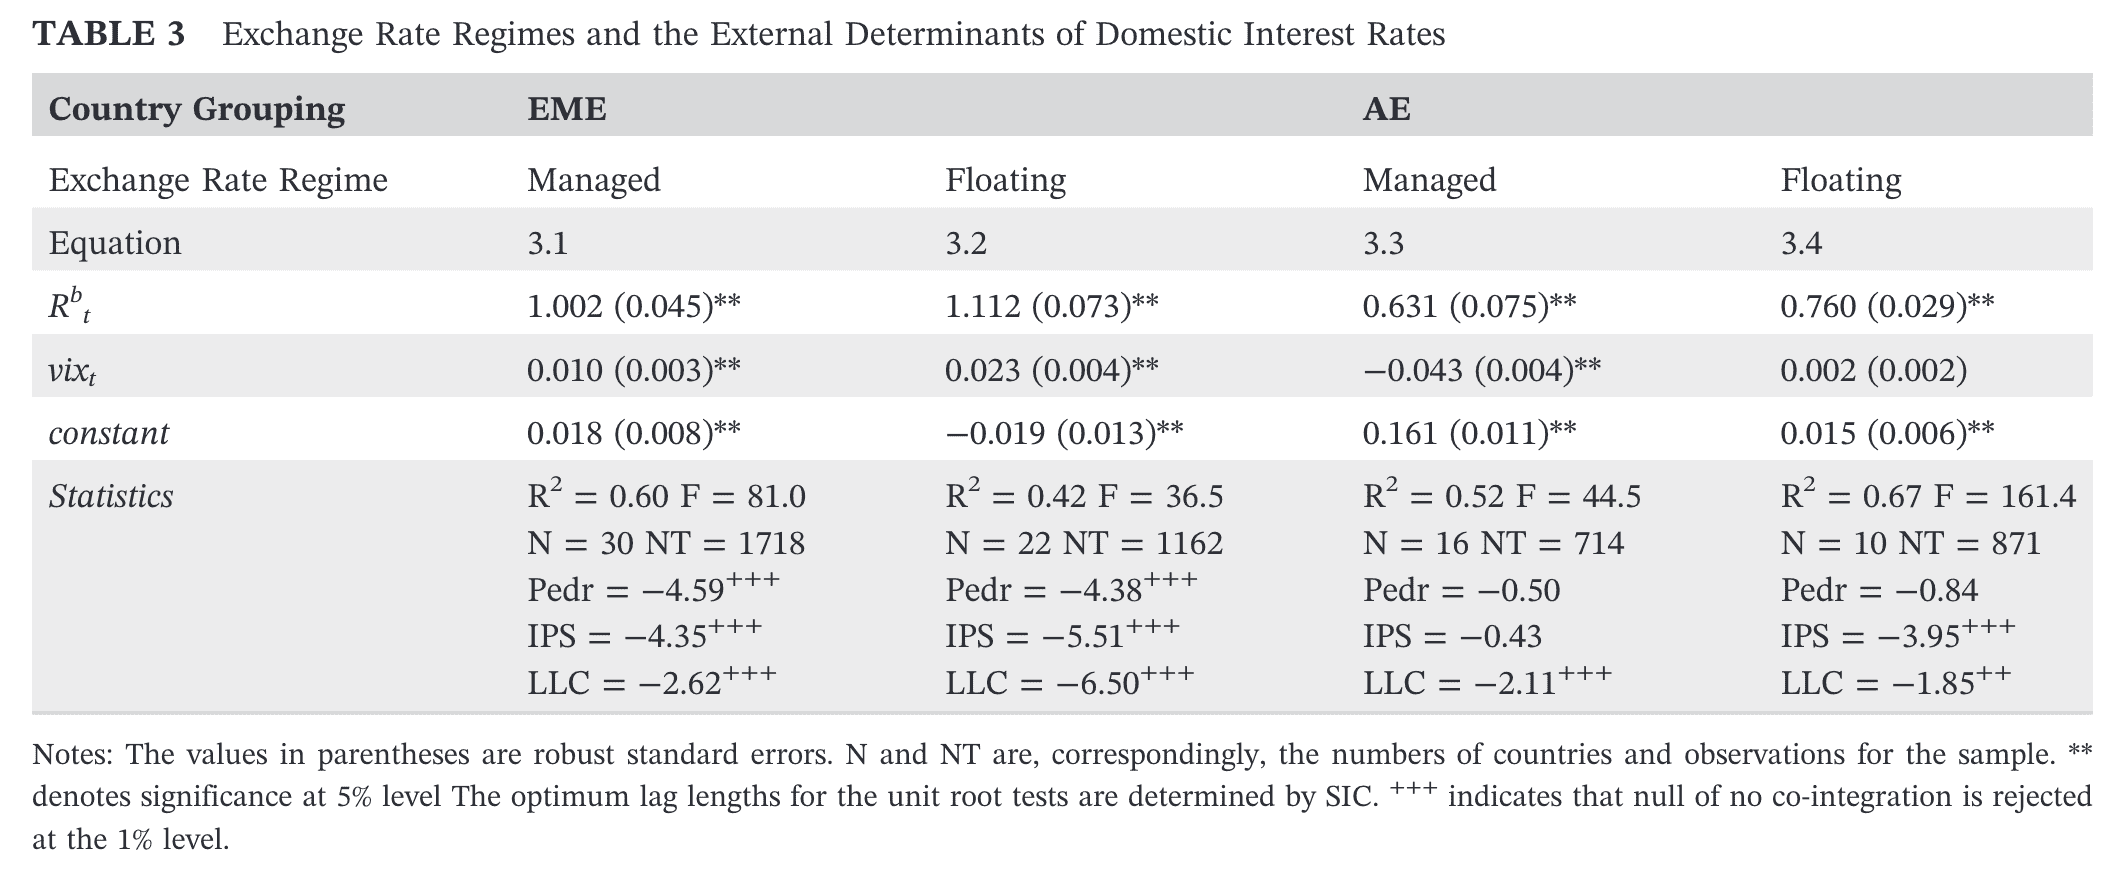 TABLE 3 Exchange Rate Regimes and the External Determinants of Domestic Interest Rates
Country Grouping EME AE
Exchange Rate Regime Managed Floating Managed Floating
Equation 3.1 3.2 3.3 3.4
R^b_t 1.002 (0.045)** 1.112 (0.073)** 0.631 (0.075)** 0.760 (0.029)**
vix_t 0.010 (0.003)** 0.023 (0.004)** −0.043 (0.004)** 0.002 (0.002)
constant 0.018 (0.008)** −0.019 (0.013)** 0.161 (0.011)** 0.015 (0.006)**
Statistics R² = 0.60 F = 81.0 R² = 0.42 F = 36.5 R² = 0.52 F = 44.5 R² = 0.67 F = 161.4
N = 30 NT = 1718 N = 22 NT = 1162 N = 16 NT = 714 N = 10 NT = 871
Pedr = −4.59+++ Pedr = −4.38+++ Pedr = −0.50 Pedr = −0.84
IPS = −4.35+++ IPS = −5.51+++ IPS = −0.43 IPS = −3.95+++
LLC = −2.62+++ LLC = −6.50+++ LLC = −2.11+++ LLC = −1.85++
Notes: The values in parentheses are robust standard errors. N and NT are, correspondingly, the numbers of countries and observations for the sample. **
denotes significance at 5% level The optimum lag lengths for the unit root tests are determined by SIC. +++ indicates that null of no co-integration is rejected
at the 1% level.